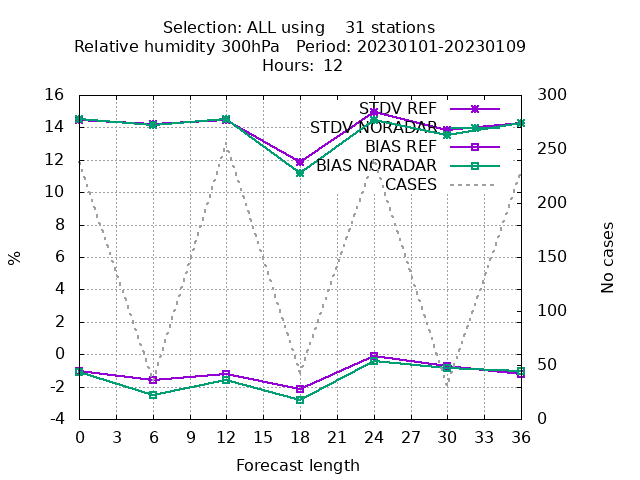 Selection: ALL using    31 stations
Relative humidity 300hPa   Period: 20230101-20230109
Hours: 12
16
14
12
10
8
6
4
2
0
-2
-4
%
300
250
200
150
100
50
0
No cases
STDV REF
STDV NORADAR
BIAS REF
BIAS NORADAR
CASES
0 3 6 9 12 15 18 21 24 27 30 33 36
Forecast length